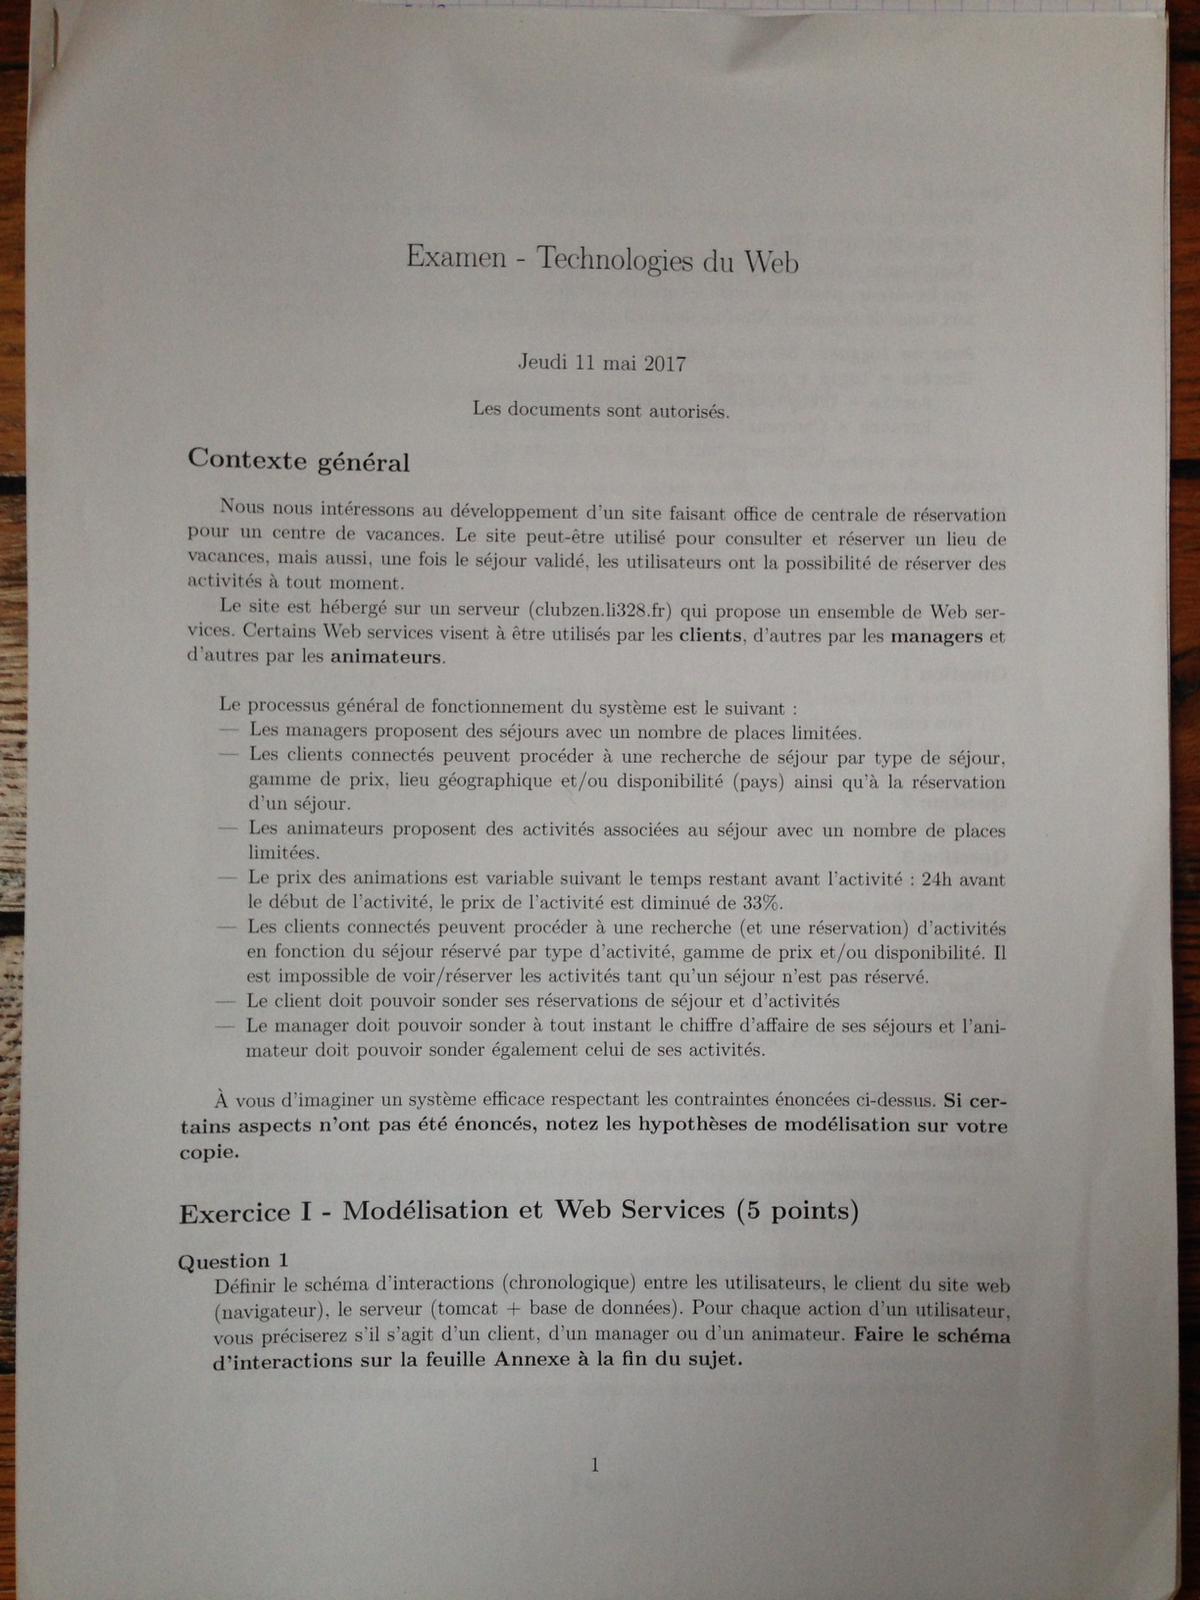 Examen - Technologies du Web
Jeudi 11 mai 2017
Les documents sont autorisés.
Contexte général
Nous nous intéressons au développement d'un site faisant office de centrale de réservation
pour un centre de vacances. Le site peut-être utilisé pour consulter et réserver un lieu de
vacances, mais aussi, une fois le séjour validé, les utilisateurs ont la possibilité de réserver des
activités à tout moment.
Le site est hébergé sur un serveur (clubzen.li328.fr) qui propose un ensemble de Web ser-
vices. Certains Web services visent à être utilisés par les clients, d'autres par les managers et
d'autres par les animateurs.
Le processus général de fonctionnement du système est le suivant :
— Les managers proposent des séjours avec un nombre de places limitées.
— Les clients connectés peuvent procéder à une recherche de séjour par type de séjour,
gamme de prix, lieu géographique et/ou disponibilité (pays) ainsi qu'à la réservation
d'un séjour.
— Les animateurs proposent des activités associées au séjour avec un nombre de places
limitées.
— Le prix des animations est variable suivant le temps restant avant l'activité : 24h avant
le début de l'activité, le prix de l'activité est diminué de 33%.
— Les clients connectés peuvent procéder à une recherche (et une réservation) d'activités
en fonction du séjour réservé par type d'activité, gamme de prix et/ou disponibilité. Il
est impossible de voir/réserver les activités tant qu'un séjour n'est pas réservé.
— Le client doit pouvoir sonder ses réservations de séjour et d'activités
— Le manager doit pouvoir sonder à tout instant le chiffre d'affaire de ses séjours et l'ani-
mateur doit pouvoir sonder également celui de ses activités.
À vous d'imaginer un système efficace respectant les contraintes énoncées ci-dessus. Si cer-
tains aspects n'ont pas été énoncés, notez les hypothèses de modélisation sur votre
copie.
Exercice I - Modélisation et Web Services (5 points)
Question 1
Définir le schéma d'interactions (chronologique) entre les utilisateurs, le client du site web
(navigateur), le serveur (tomcat + base de données). Pour chaque action d'un utilisateur,
vous préciserez s'il s'agit d'un client, d'un manager ou d'un animateur. Faire le schéma
d'interactions sur la feuille Annexe à la fin du sujet.
1